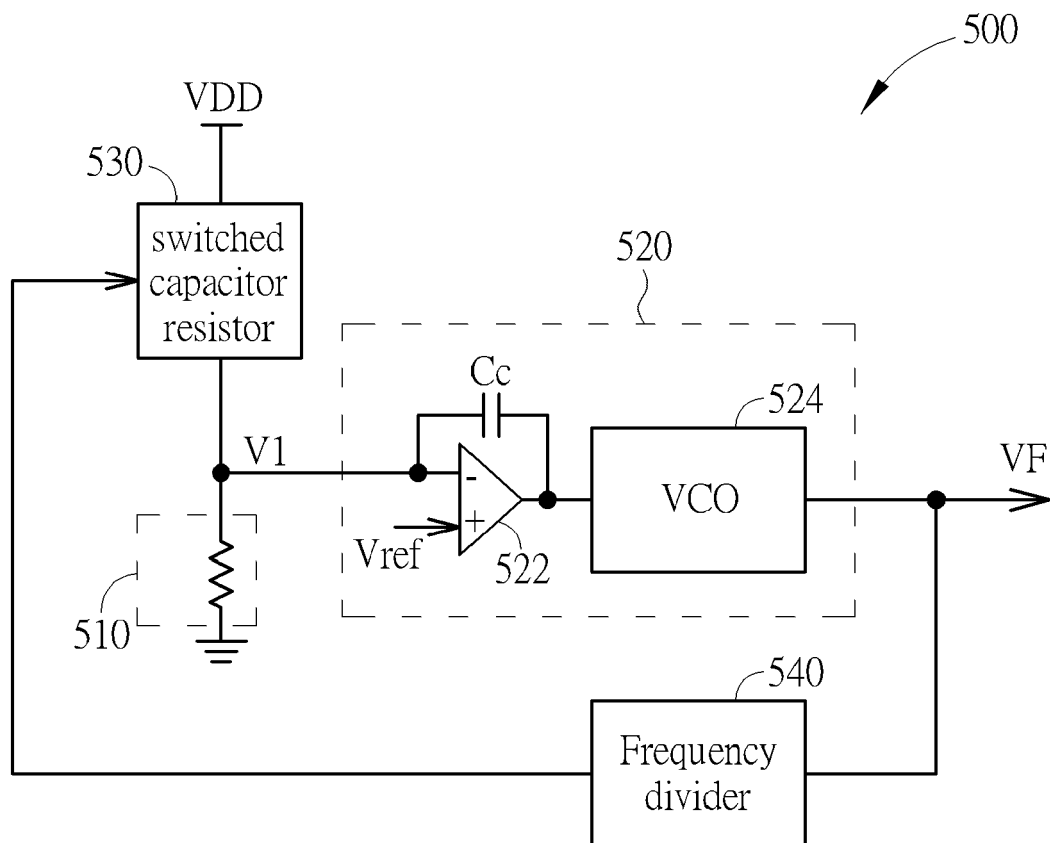 500
VDD
530
switched
capacitor
resistor
520
Cc
524
V1
-
VCO
VF
+
Vref
522
510
540
Frequency
divider